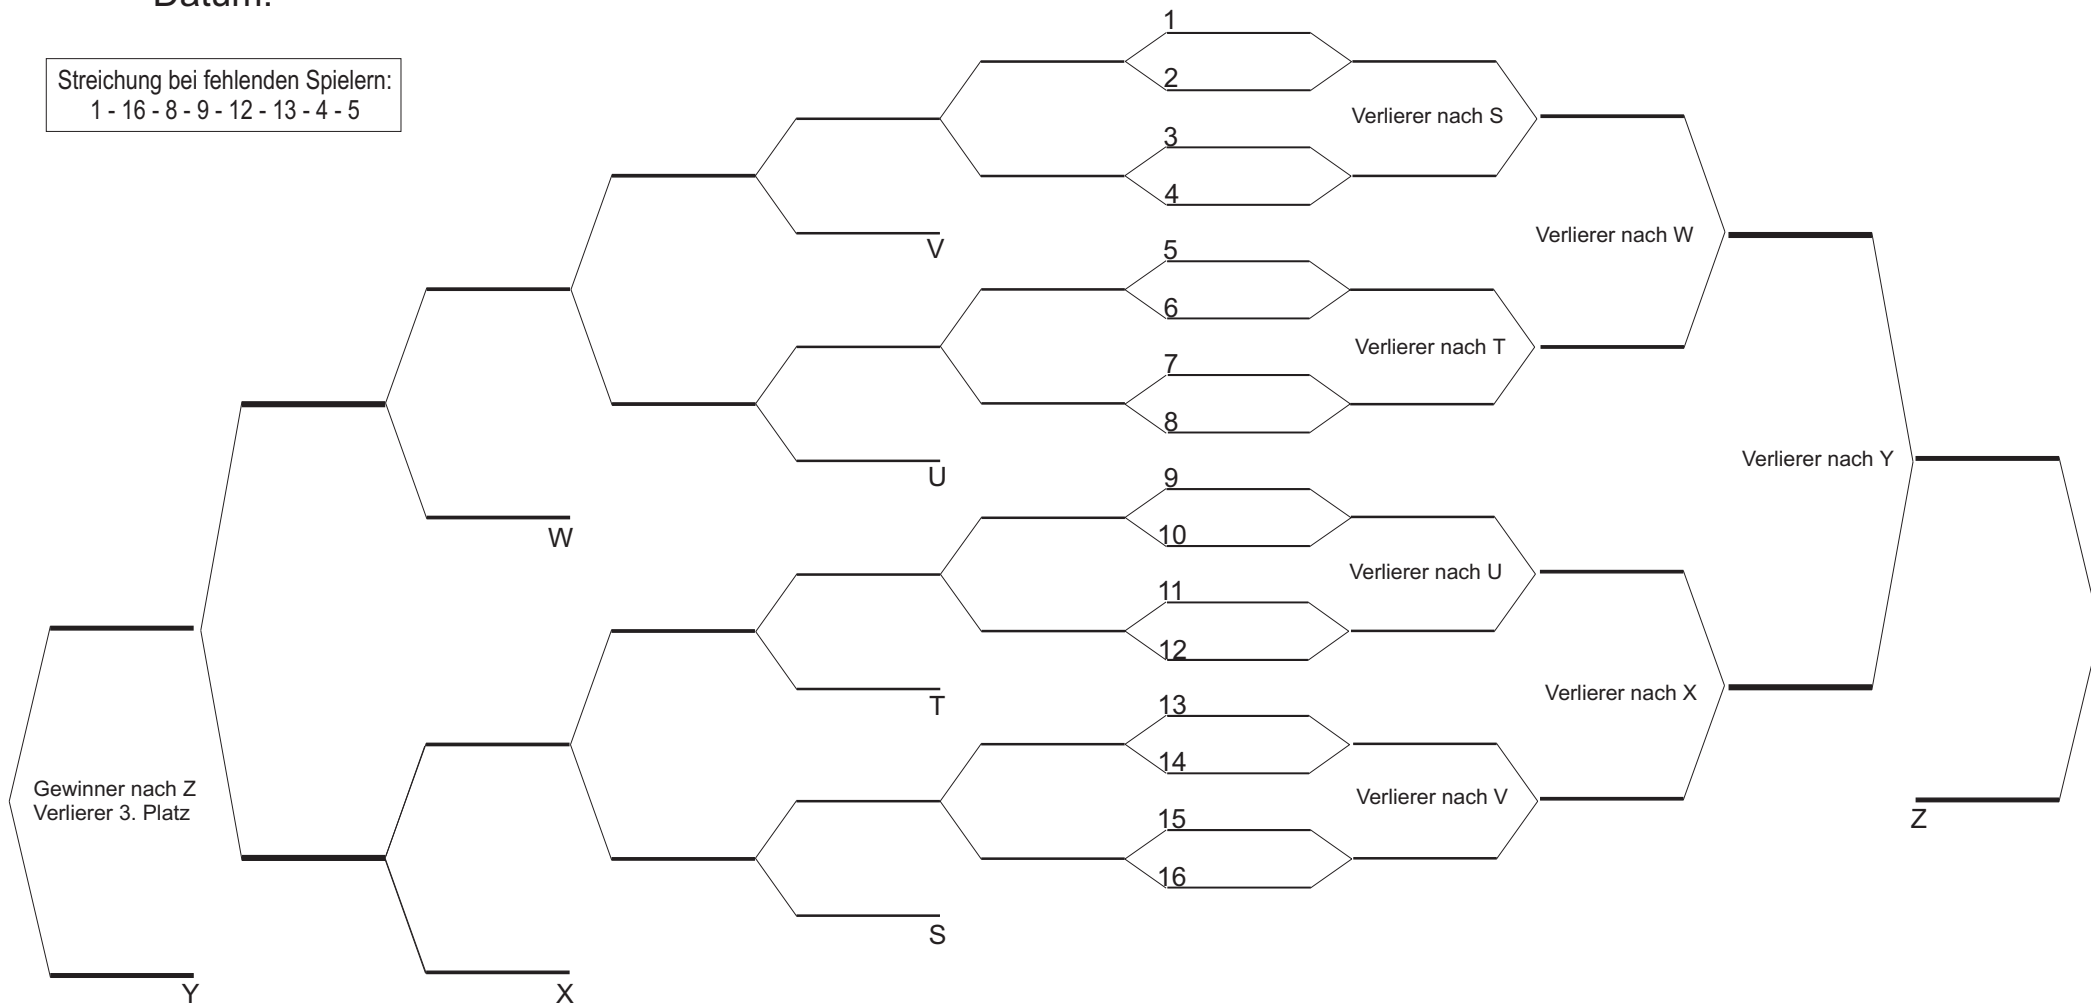 Datum:
Streichung bei fehlenden Spielern:
1 - 16 - 8 - 9 - 12 - 13 - 4 - 5
1
2
Verlierer nach S
3
4
Verlierer nach W
V
5
6
Verlierer nach T
7
8
Verlierer nach Y
U
9
10
W
Verlierer nach U
11
12
Verlierer nach X
T
13
14
Gewinner nach Z
Verlierer 3. Platz
Verlierer nach V
15
Z
16
S
Y
X